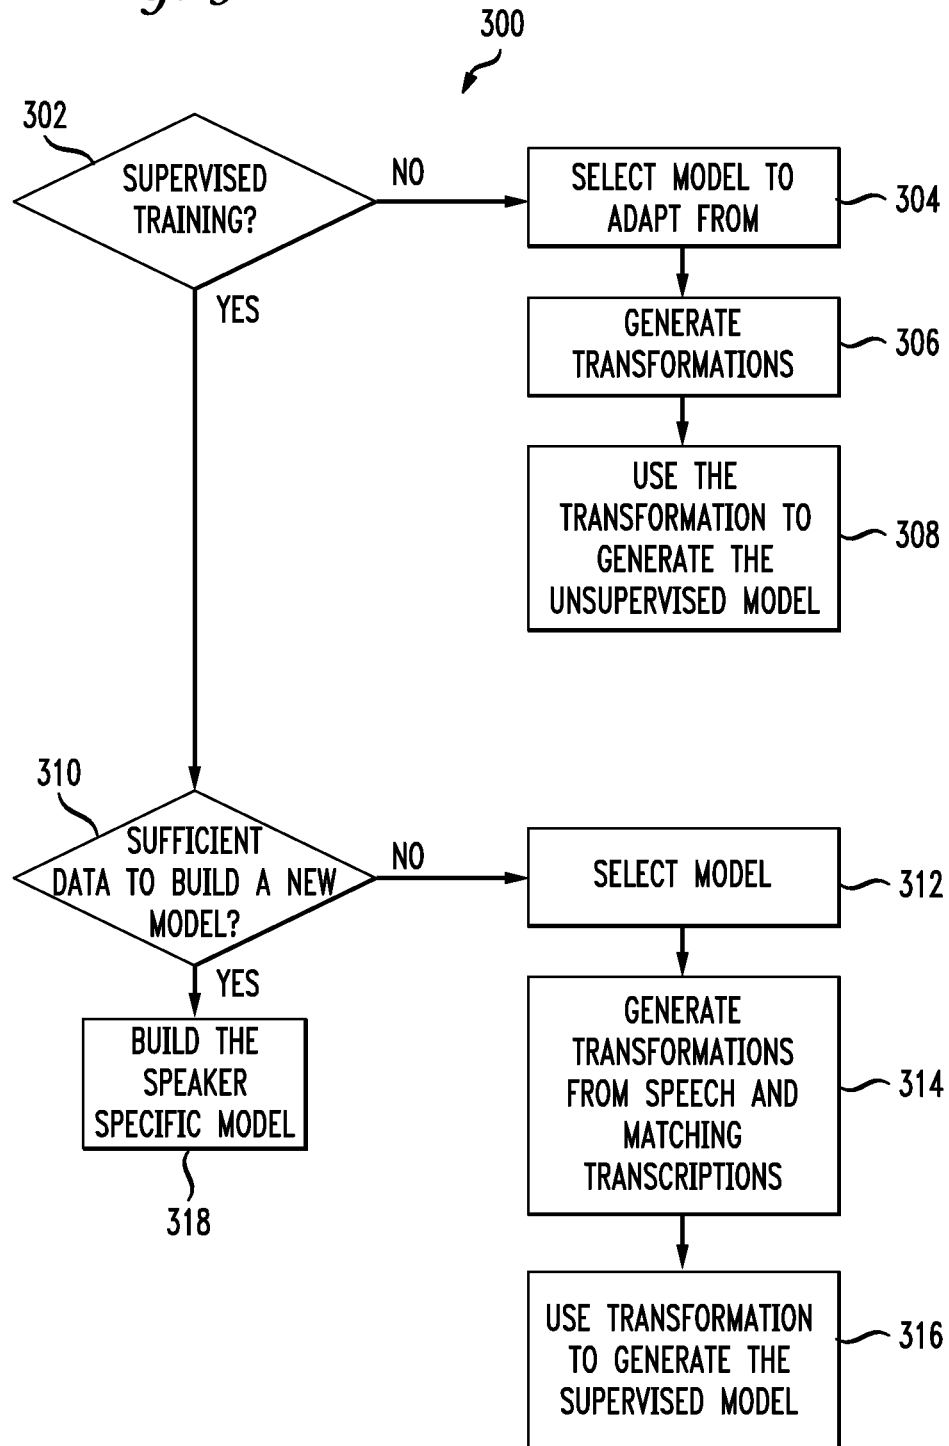 300
302
SUPERVISED
TRAINING?
NO
YES
SELECT MODEL TO
ADAPT FROM
304
GENERATE
TRANSFORMATIONS
306
USE THE
TRANSFORMATION TO
GENERATE THE
UNSUPERVISED MODEL
308
310
SUFFICIENT
DATA TO BUILD A NEW
MODEL?
NO
YES
SELECT MODEL
312
BUILD THE
SPEAKER
SPECIFIC MODEL
318
GENERATE
TRANSFORMATIONS
FROM SPEECH AND
MATCHING
TRANSCRIPTIONS
314
USE TRANSFORMATION
TO GENERATE THE
SUPERVISED MODEL
316